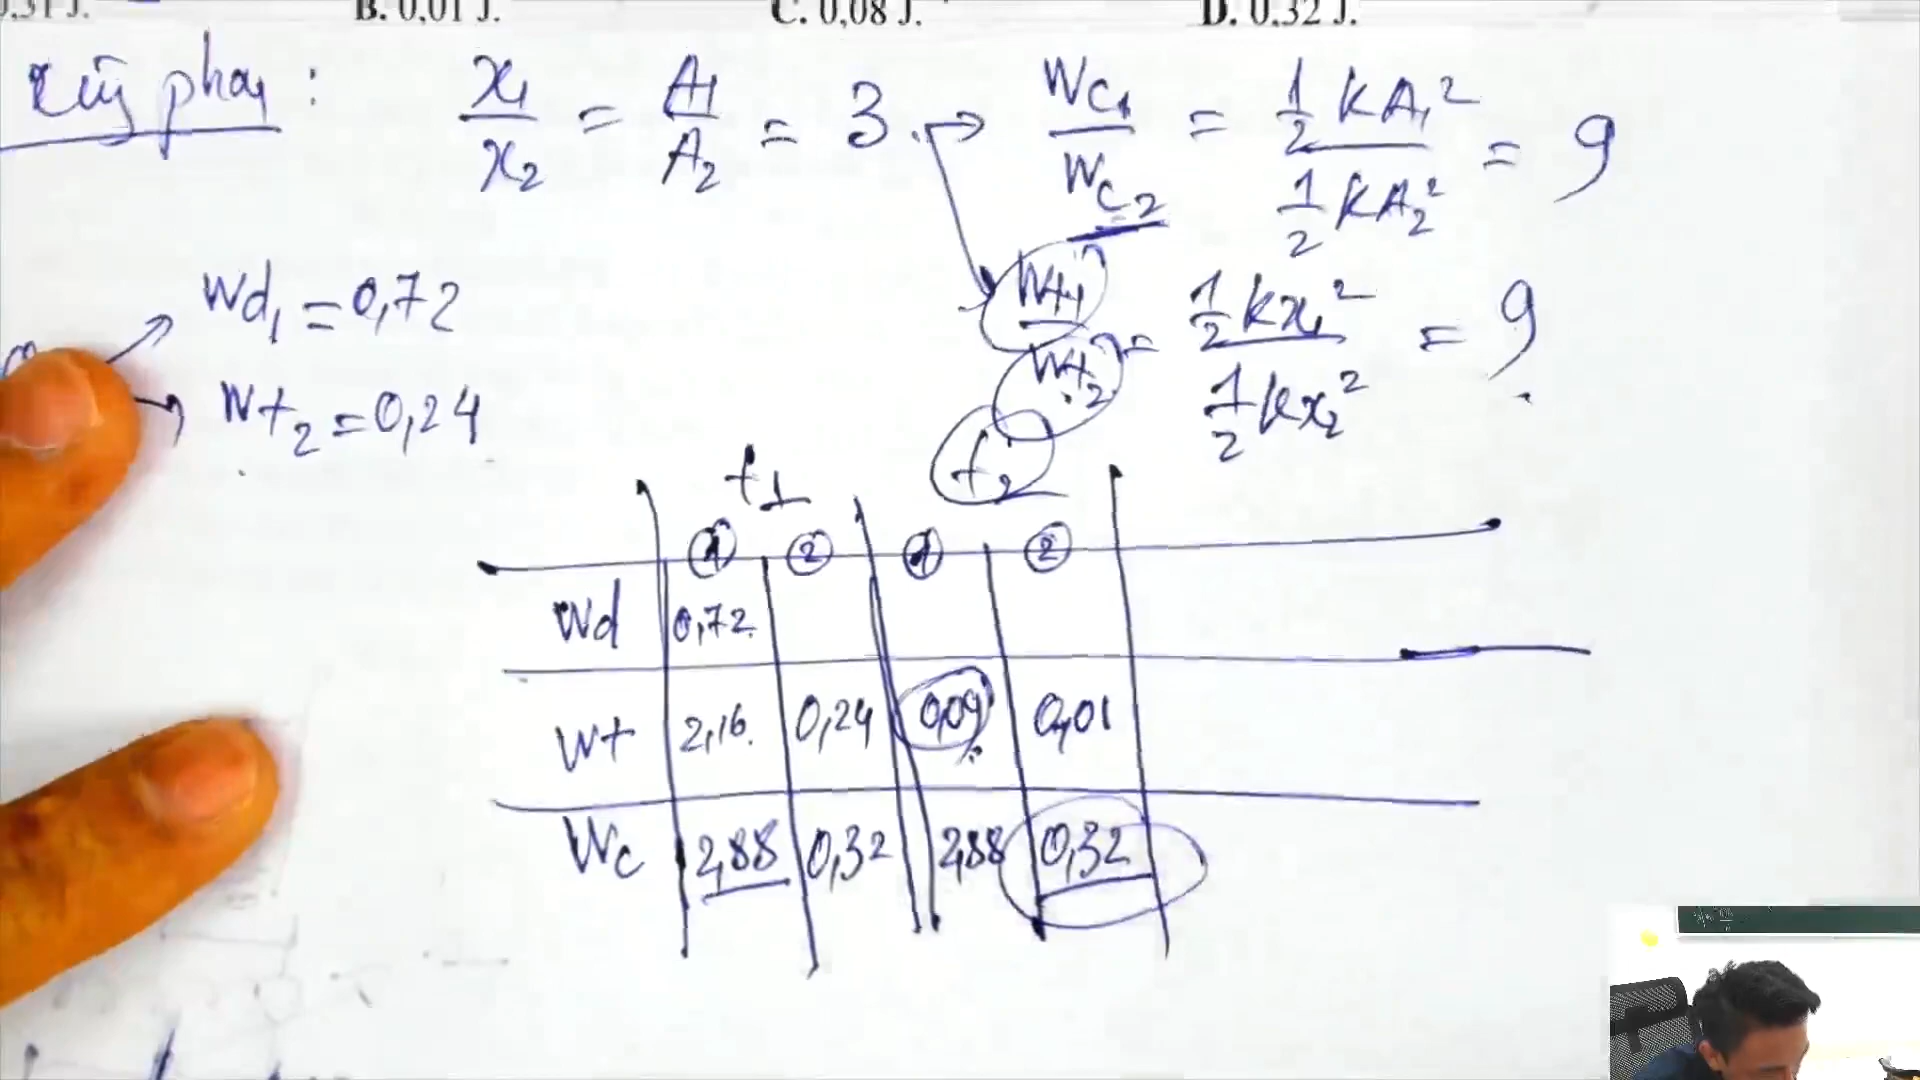 0,31 J. B. 0,01 J. C. 0,08 J. D. 0,32 J.
pha : x₁/x₂ = A₁/A₂ = 3 → Wc₁/Wc₂ = ½kA₁²/½kA₂² = 9
Wt₁/Wt₂ = ½kx₁²/½kx₂² = 9
Wd₁ = 0,72
Wt₂ = 0,24
t₁ t₂
① ② ① ②
Wd 0,72
Wt 2,16 0,24 0,09 0,01
Wc 2,88 0,32 2,88 0,32